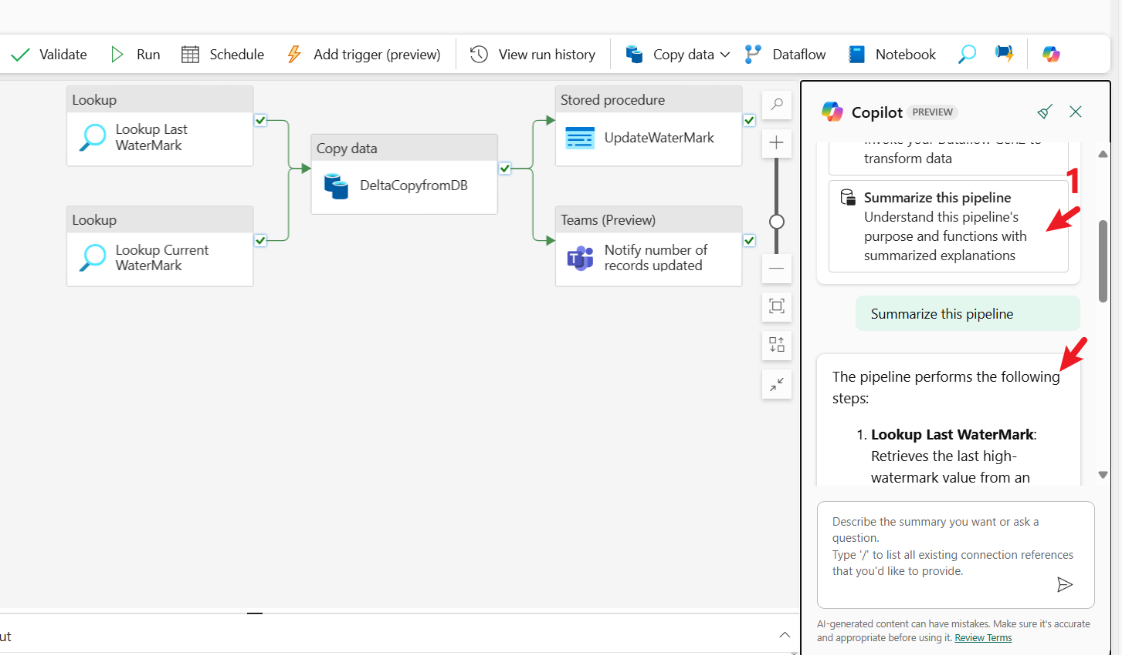 Validate
Run
Schedule
Add trigger (preview)
View run history
Copy data
Dataflow
Notebook
Lookup
Lookup Last
WaterMark
Lookup
Lookup Current
WaterMark
Copy data
DeltaCopyfromDB
Stored procedure
UpdateWaterMark
Teams (Preview)
Notify number of
records updated
ut
Copilot PREVIEW
transform data
Summarize this pipeline
Understand this pipeline's
purpose and functions with
summarized explanations
1
Summarize this pipeline
The pipeline performs the following
steps:
1. Lookup Last WaterMark:
Retrieves the last high-
watermark value from an
Describe the summary you want or ask a
question.
Type '/' to list all existing connection references
that you'd like to provide.
AI-generated content can have mistakes. Make sure it's accurate
and appropriate before using it. Review Terms